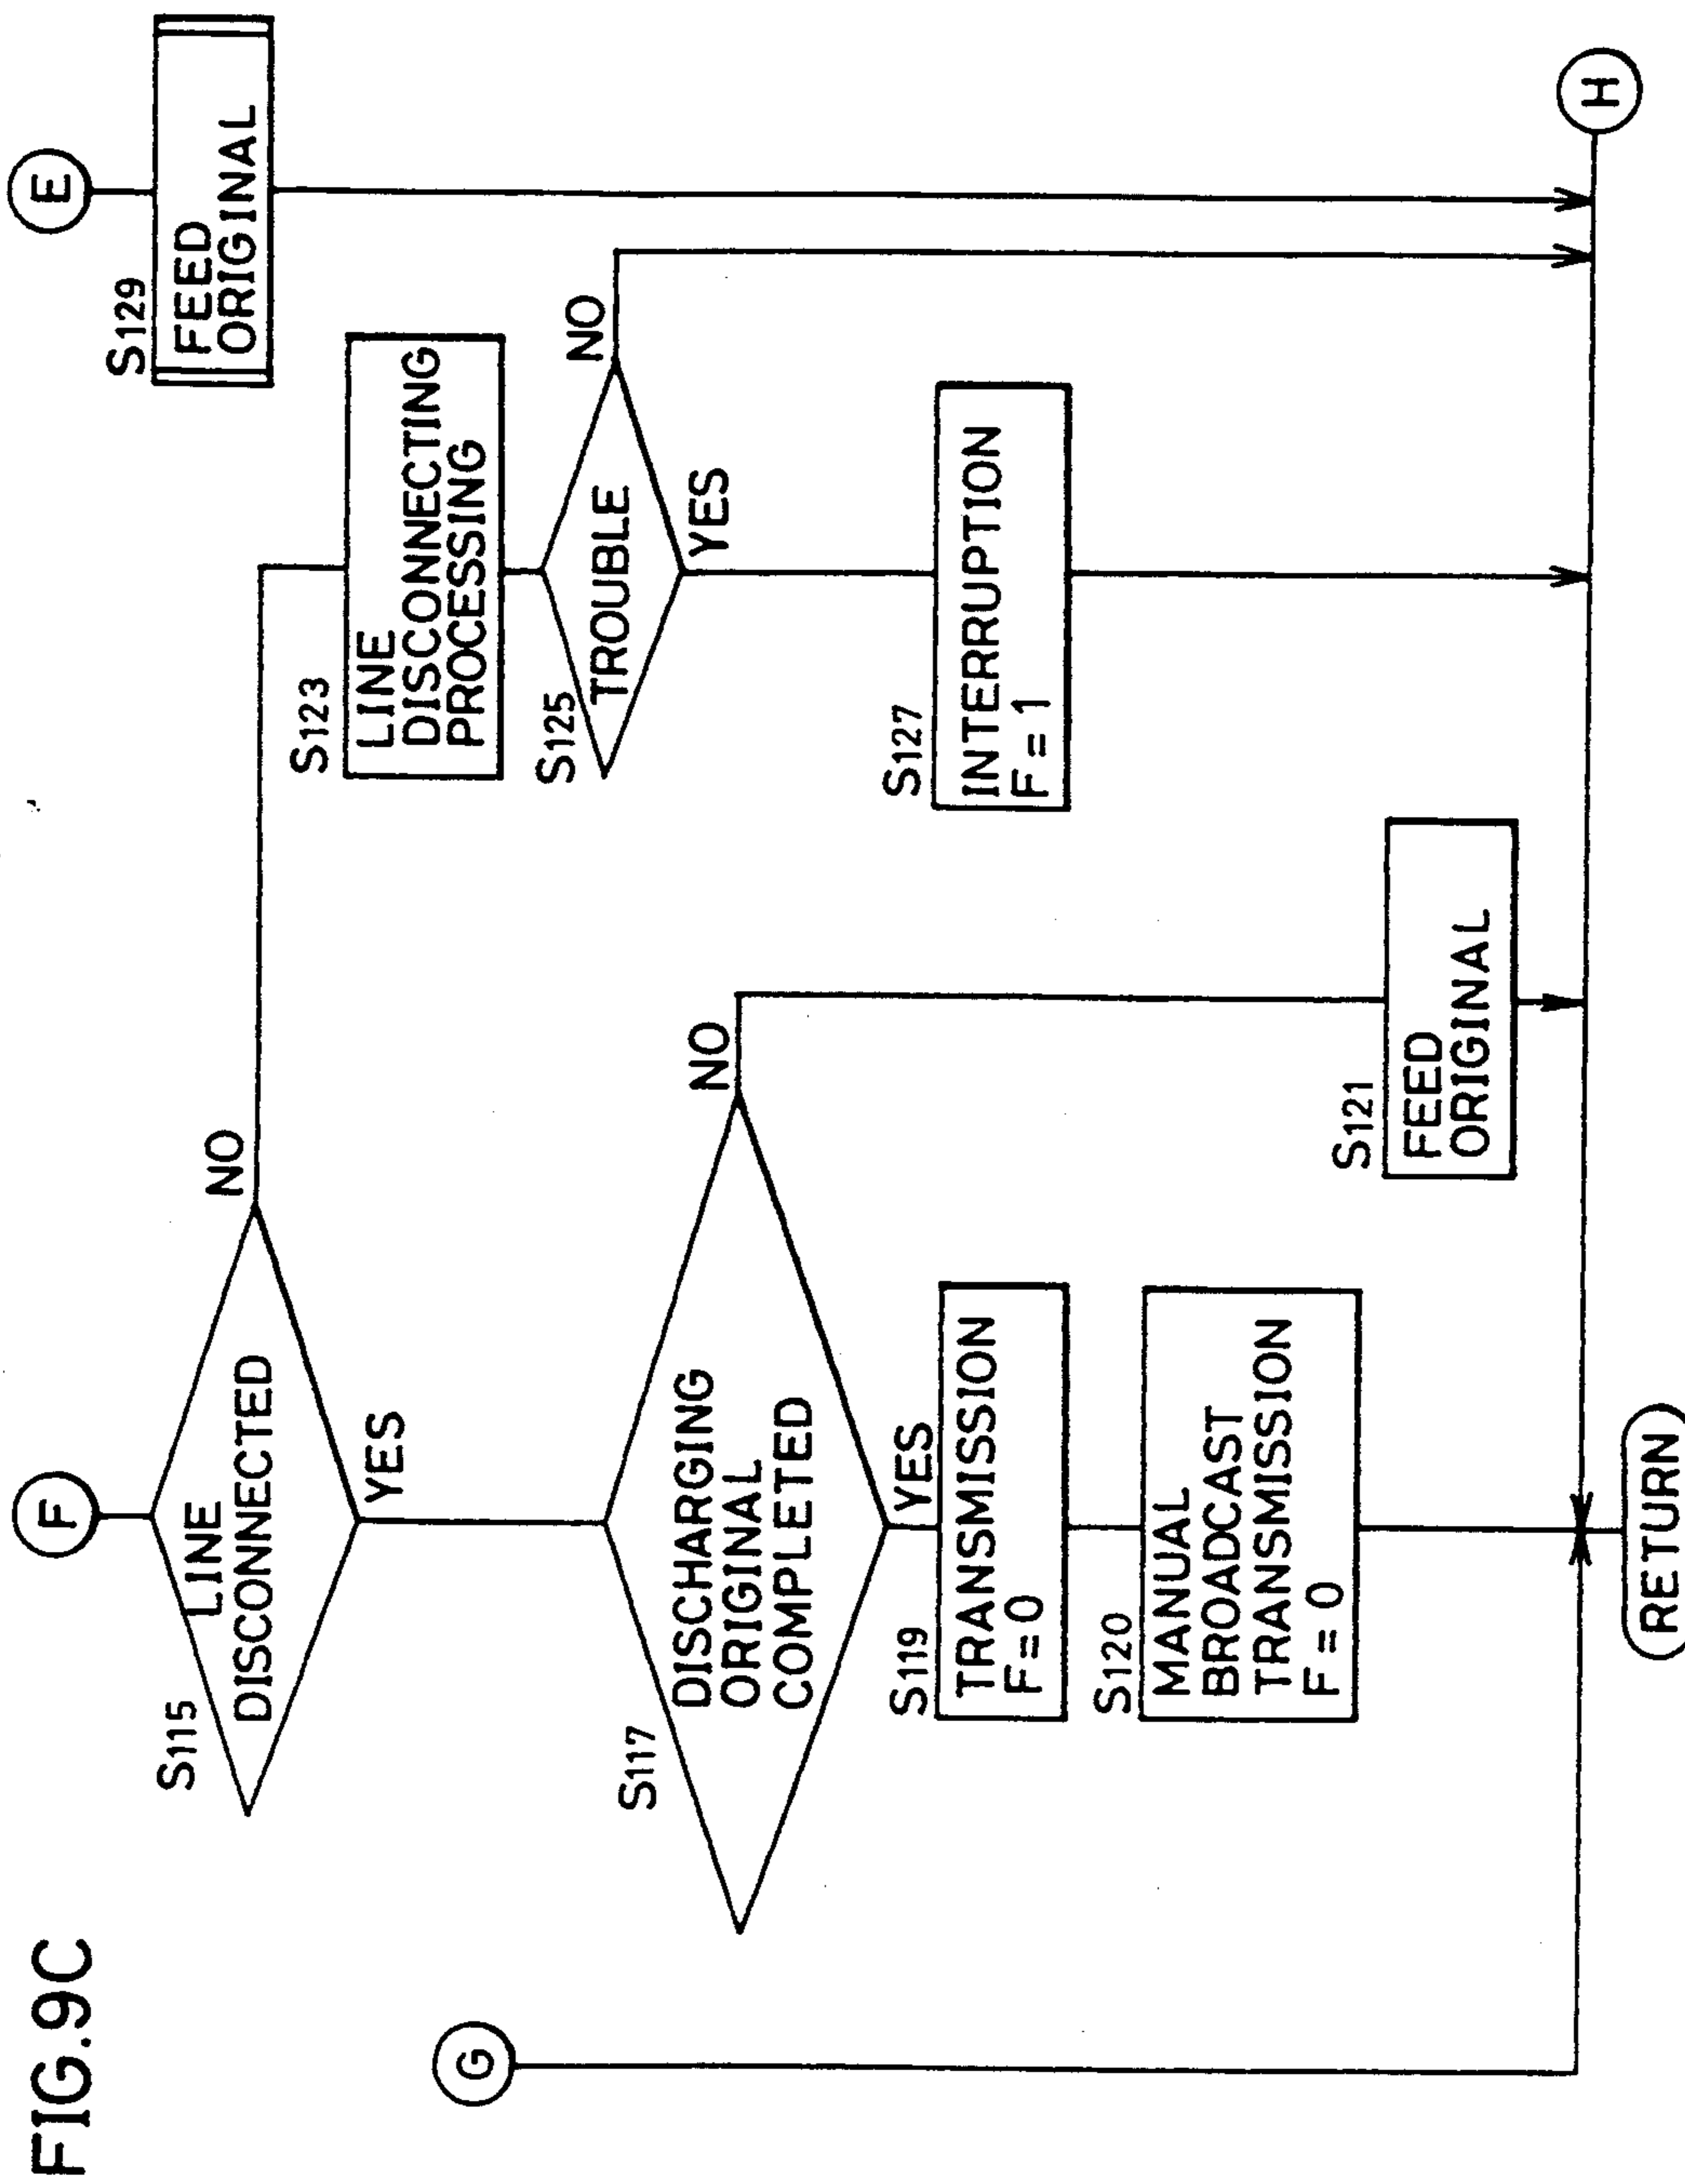 FIG.9C
F
S115
LINE
DISCONNECTED
NO
YES
S117
DISCHARGING
ORIGINAL
COMPLETED
NO
YES
S119
TRANSMISSION
F=0
S120
MANUAL
BROADCAST
TRANSMISSION
F=0
S121
FEED
ORIGINAL
S123
LINE
DISCONNECTING
PROCESSING
S125
TROUBLE
NO
YES
S127
INTERRUPTION
F=1
E
S129
FEED
ORIGINAL
G
H
RETURN